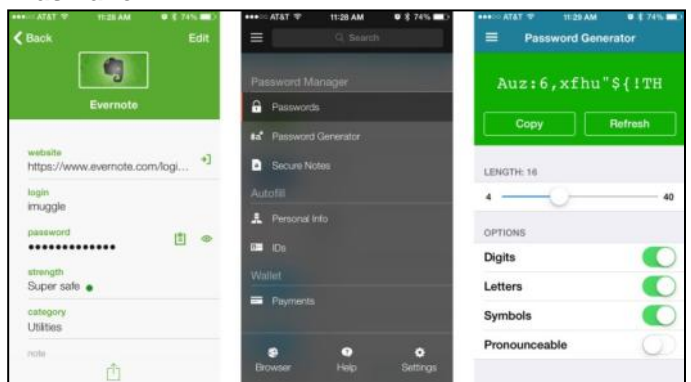 AT&T 11:28 AM 74%
Back Edit
Evernote
website
https://www.evernote.com/logi...
login
imuggle
password
•••••••••••••
strength
Super safe
category
Utilities
note
AT&T 11:28 AM 74%
Search
Password Manager
Passwords
Password Generator
Secure Notes
Autofill
Personal Info
IDs
Wallet
Payments
Browser Help Settings
AT&T 11:29 AM 74%
Password Generator
Auz:6,xfhu"${!TH
Copy Refresh
LENGTH: 16
4 40
OPTIONS
Digits
Letters
Symbols
Pronounceable